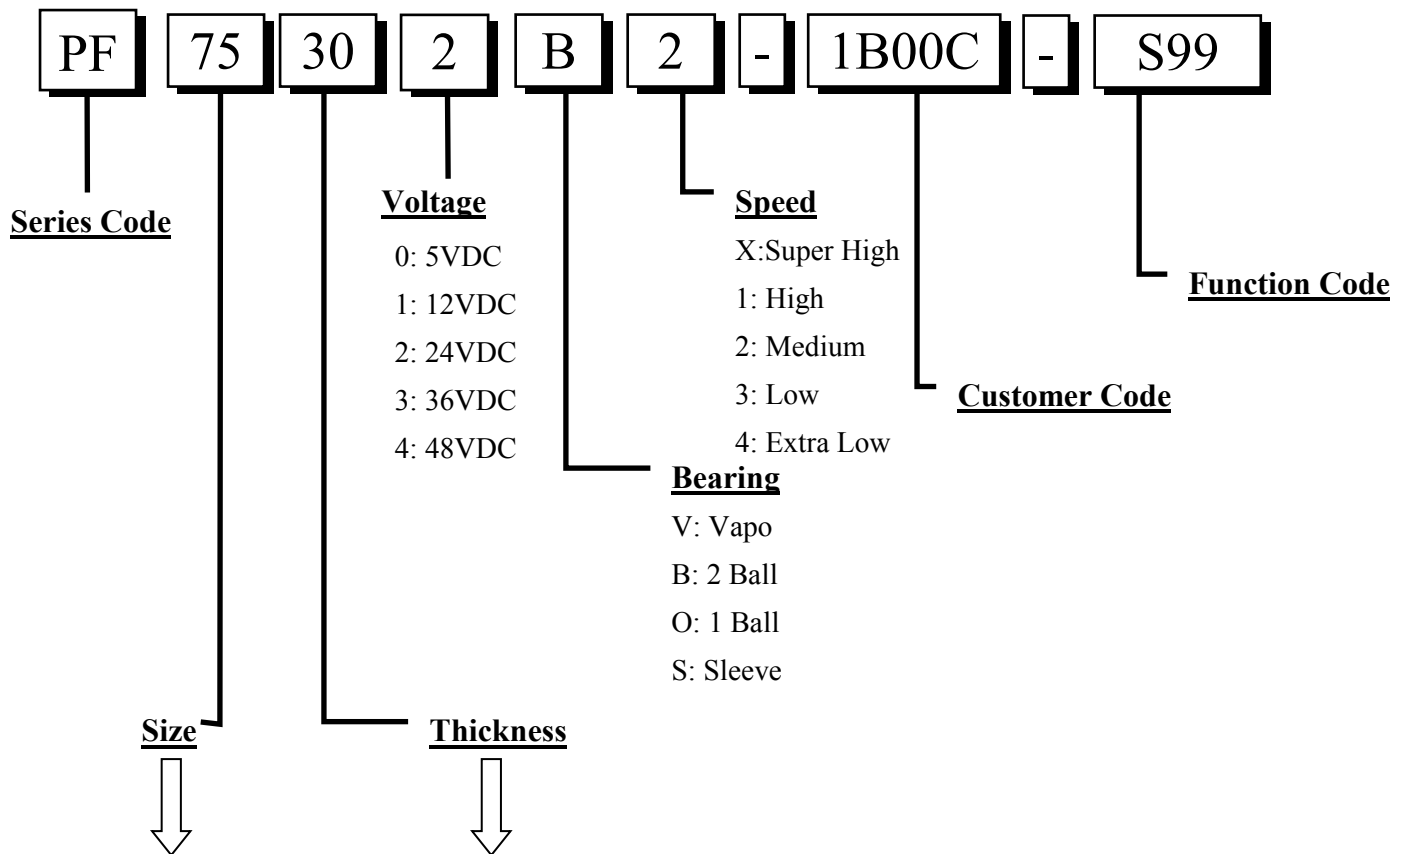 PF 75 30 2 B 2 - 1B00C - S99
Series Code
Voltage
0: 5VDC
1: 12VDC
2: 24VDC
3: 36VDC
4: 48VDC
Speed
X:Super High
1: High
2: Medium
3: Low
4: Extra Low
Function Code
Customer Code
Bearing
V: Vapo
B: 2 Ball
O: 1 Ball
S: Sleeve
Size
Thickness